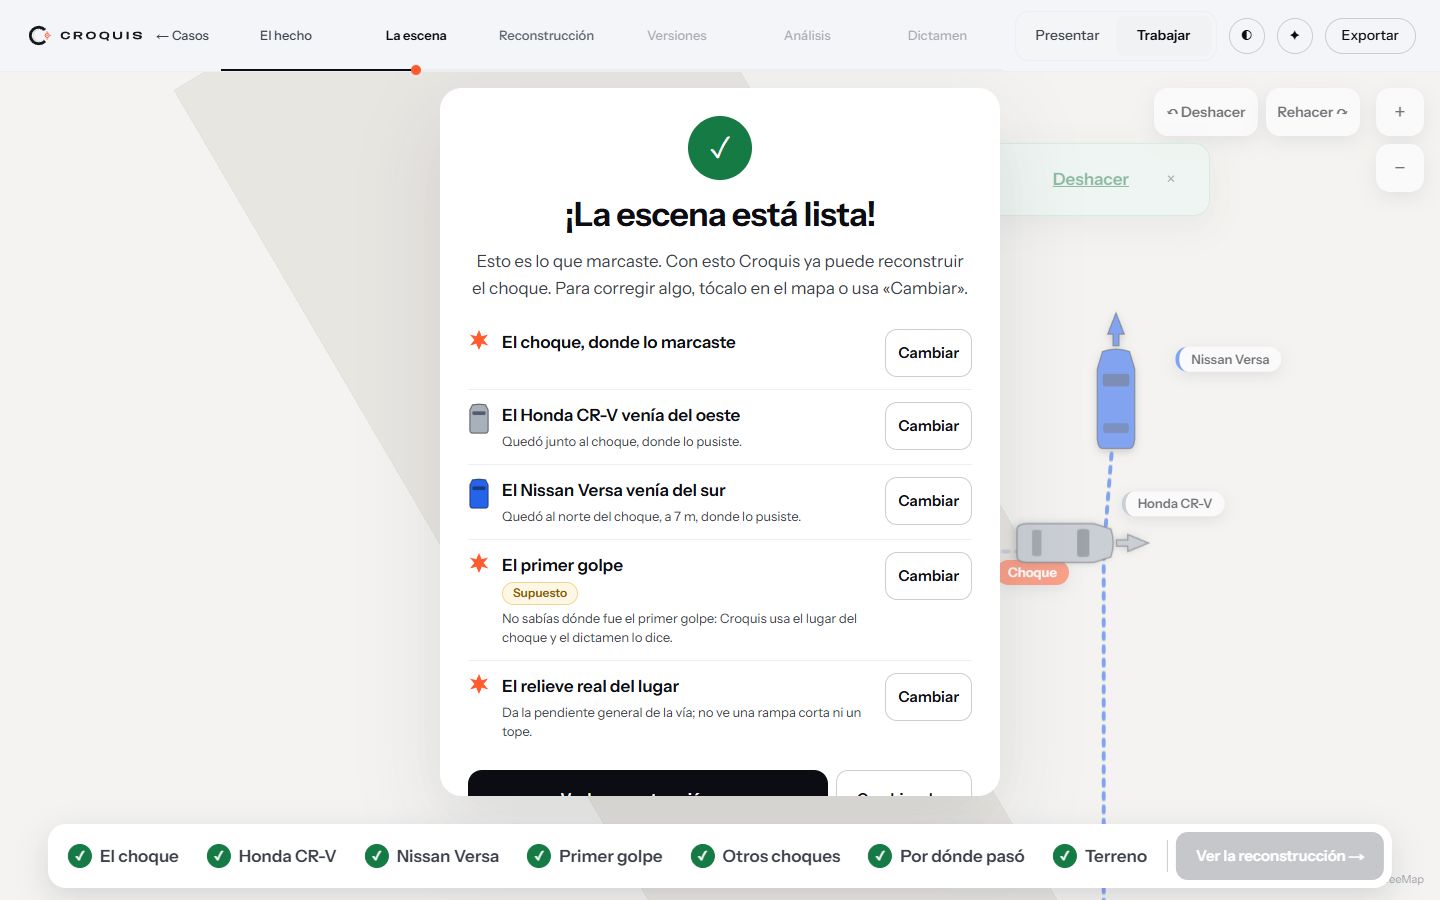 CROQUIS
← Casos
El hecho
La escena
Reconstrucción
Versiones
Análisis
Dictamen
Presentar
Trabajar
Exportar
Deshacer
Rehacer
+
Deshacer
×
−
¡La escena está lista!
Esto es lo que marcaste. Con esto Croquis ya puede reconstruir
el choque. Para corregir algo, tócalo en el mapa o usa «Cambiar».
El choque, donde lo marcaste
Cambiar
El Honda CR-V venía del oeste
Quedó junto al choque, donde lo pusiste.
Cambiar
El Nissan Versa venía del sur
Quedó al norte del choque, a 7 m, donde lo pusiste.
Cambiar
El primer golpe
Supuesto
No sabías dónde fue el primer golpe: Croquis usa el lugar del
choque y el dictamen lo dice.
Cambiar
El relieve real del lugar
Da la pendiente general de la vía; no ve una rampa corta ni un
tope.
Cambiar
Nissan Versa
Honda CR-V
Choque
El choque
Honda CR-V
Nissan Versa
Primer golpe
Otros choques
Por dónde pasó
Terreno
Ver la reconstrucción →